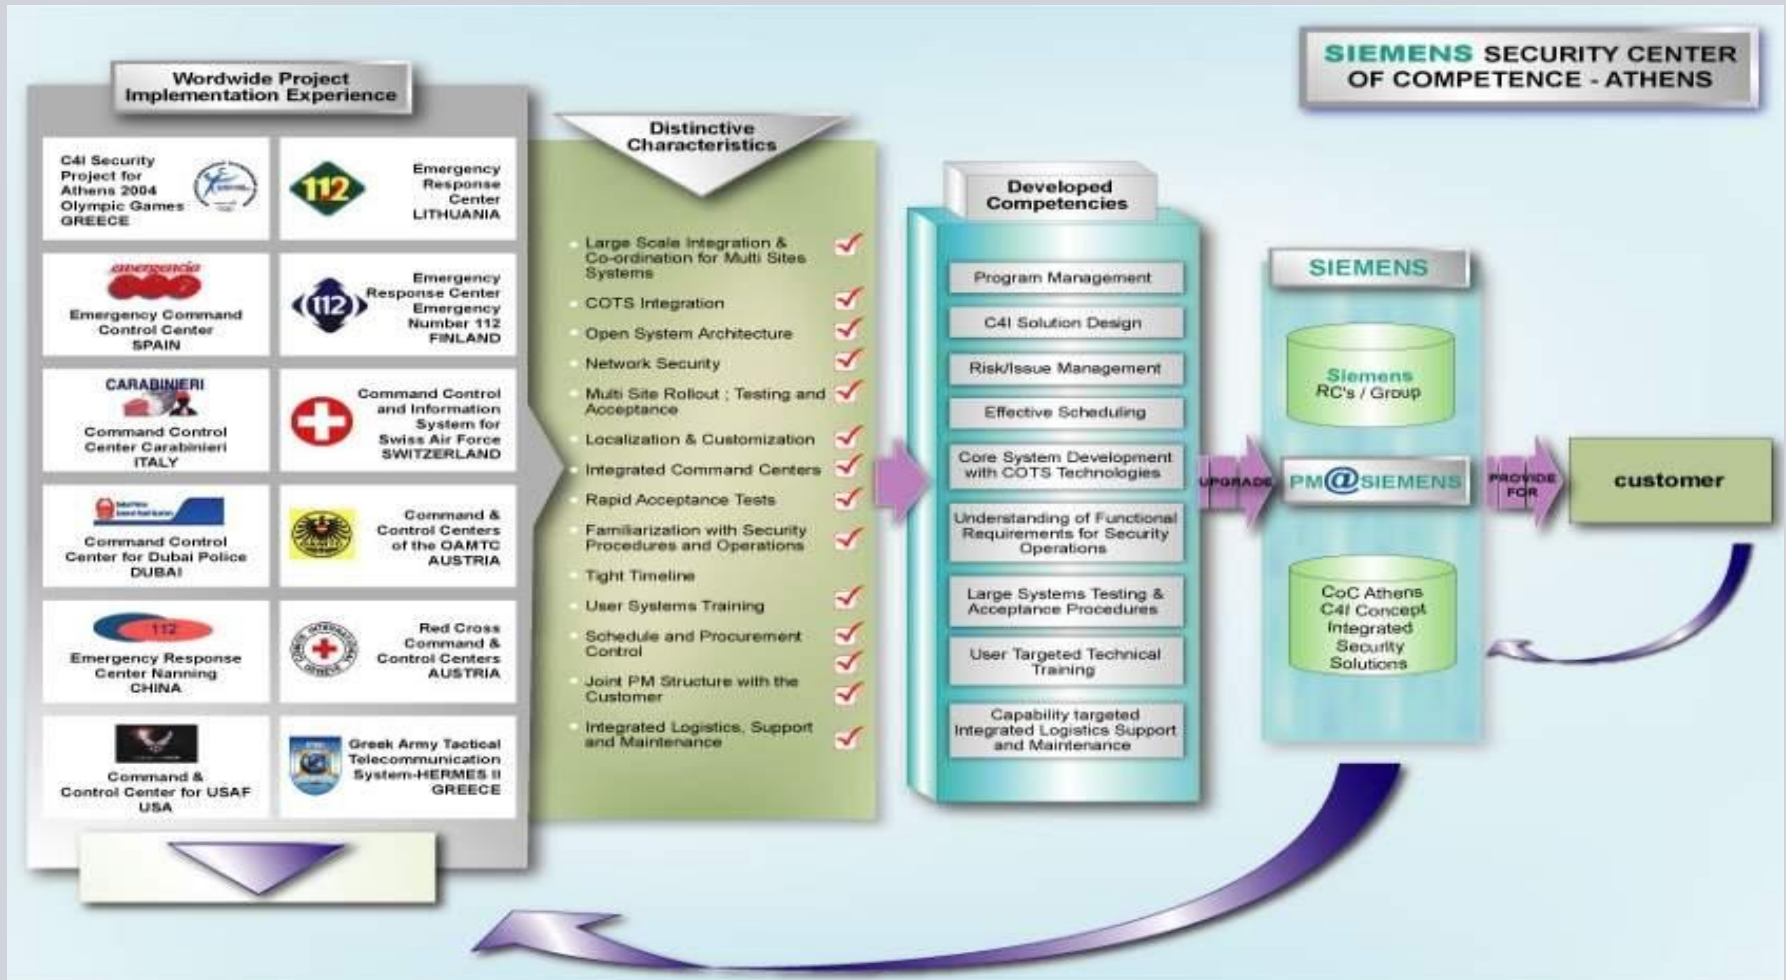 SIEMENS SECURITY CENTER
OF COMPETENCE - ATHENS
Wordwide Project
Implementation Experience
C4I Security
Project for
Athens 2004
Olympic Games
GREECE
112
Emergency
Response
Center
LITHUANIA
emergencia
Emergency Command
Control Center
SPAIN
112
Emergency
Response Center
Emergency
Number 112
FINLAND
CARABINIERI
Command Control
Center Carabinieri
ITALY
Command Control
and Information
System for
Swiss Air Force
SWITZERLAND
Command Control
Center for Dubai Police
DUBAI
Command &
Control Centers
of the OAMTC
AUSTRIA
112
Emergency Response
Center Nanning
CHINA
Red Cross
Command &
Control Centers
AUSTRIA
Command &
Control Center for USAF
USA
Greek Army Tactical
Telecommunication
System-HERMES II
GREECE
Distinctive
Characteristics
Large Scale Integration &
Co-ordination for Multi Sites
Systems
COTS Integration
Open System Architecture
Network Security
Multi Site Rollout ; Testing and
Acceptance
Localization & Customization
Integrated Command Centers
Rapid Acceptance Tests
Familiarization with Security
Procedures and Operations
Tight Timeline
User Systems Training
Schedule and Procurement
Control
Joint PM Structure with the
Customer
Integrated Logistics, Support
and Maintenance
Developed
Competencies
Program Management
C4I Solution Design
Risk/Issue Management
Effective Scheduling
Core System Development
with COTS Technologies
Understanding of Functional
Requirements for Security
Operations
Large Systems Testing &
Acceptance Procedures
User Targeted Technical
Training
Capability targeted
Integrated Logistics Support
and Maintenance
UPGRADE
SIEMENS
Siemens
RC's / Group
PM@SIEMENS
CoC Athens
C4I Concept
Integrated
Security
Solutions
PROVIDE
FOR
customer